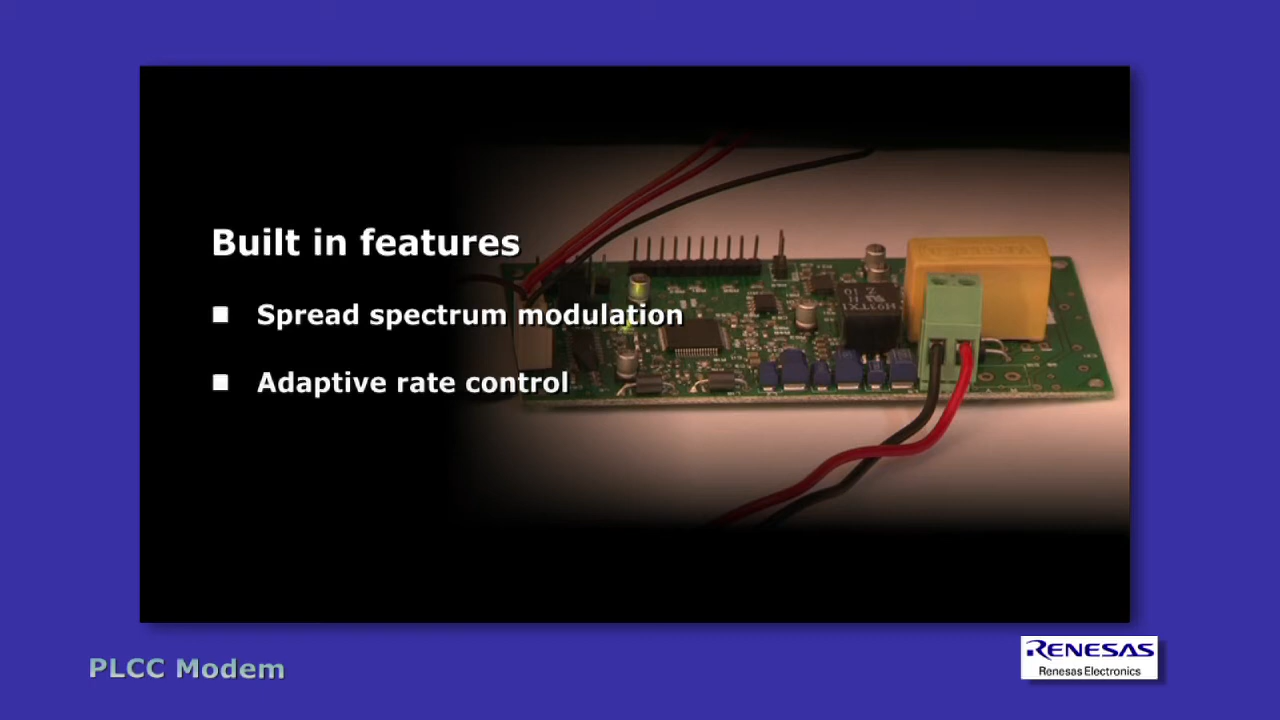 Built in features
Spread spectrum modulation
Adaptive rate control
PLCC Modem
RENESAS
Renesas Electronics